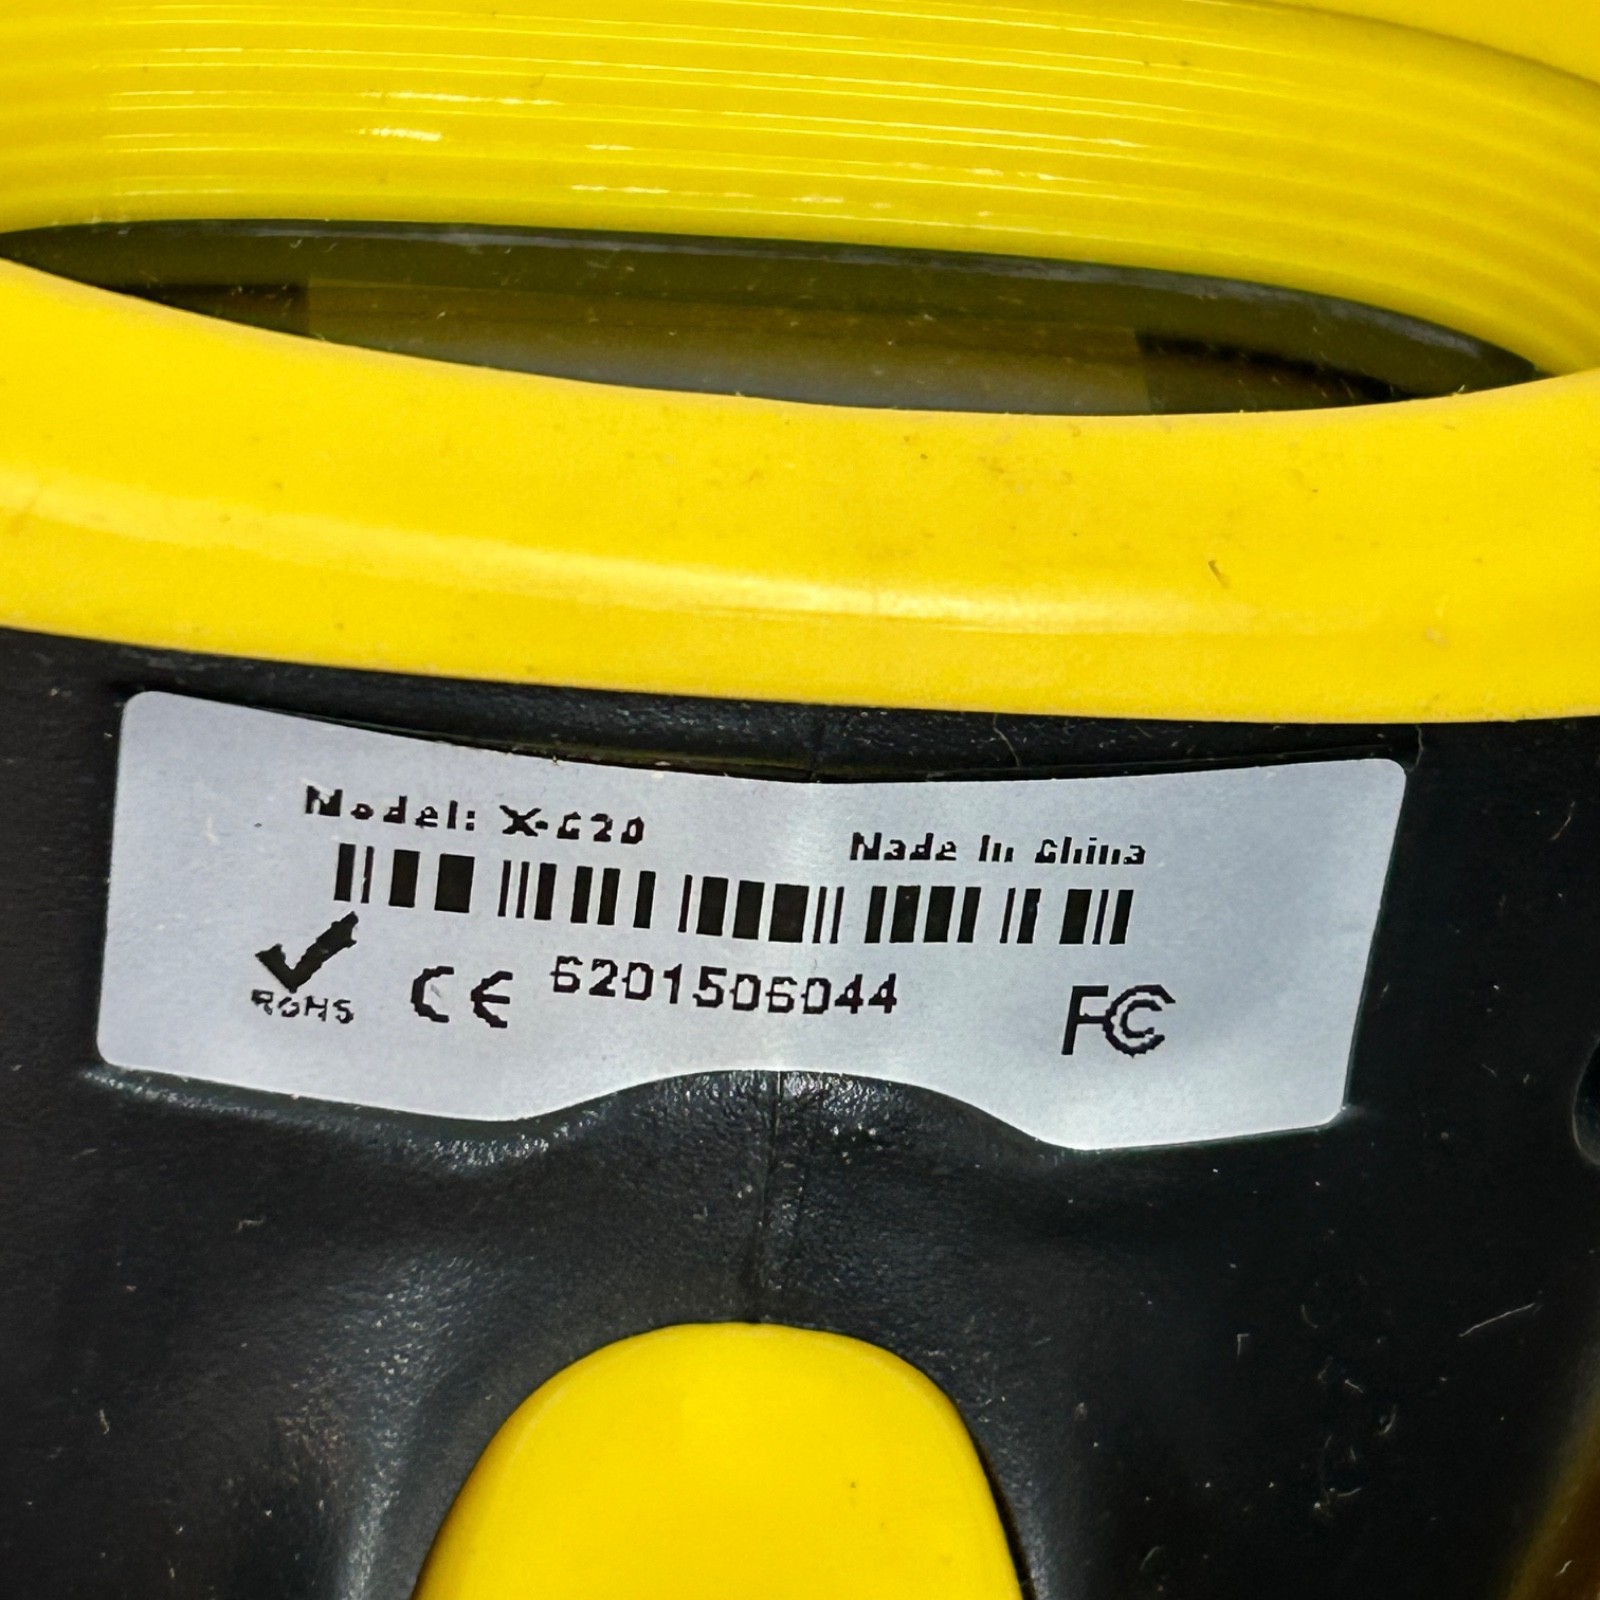 Model: X-620
Made In China
ROHS
CE 6201506044
FC